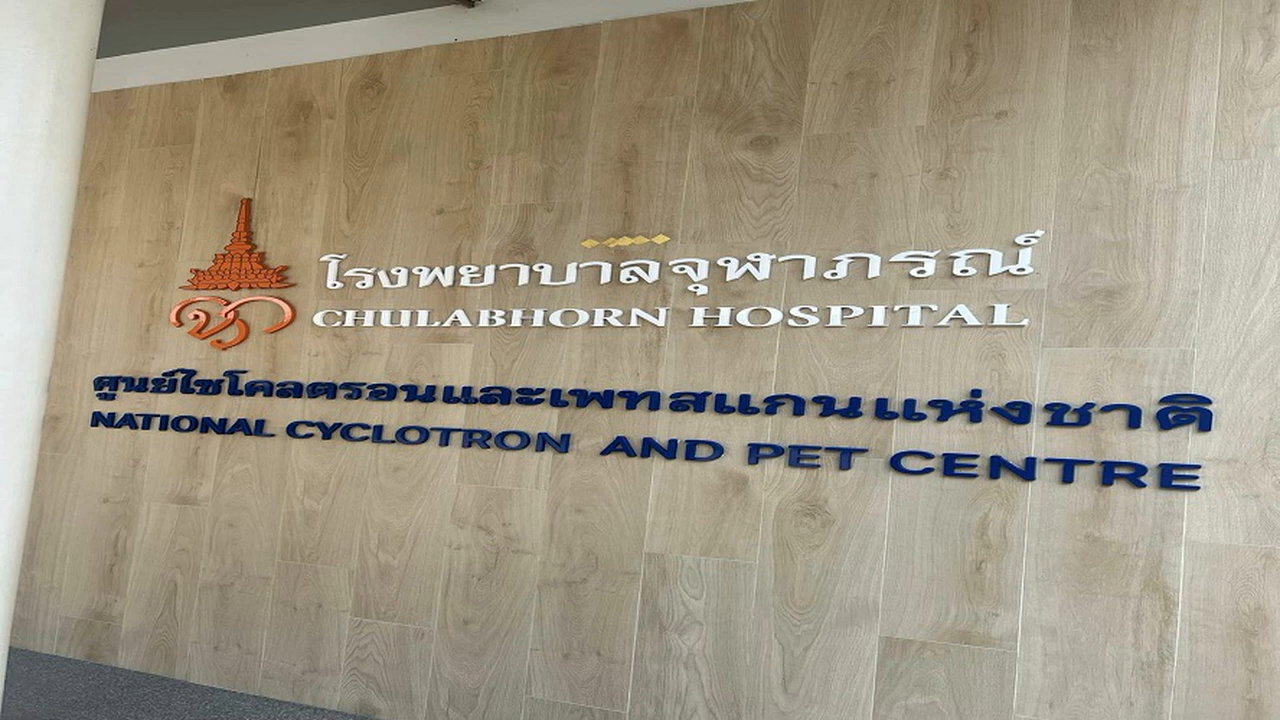 โรงพยาบาลจุฬาภรณ์
CHULABHORN HOSPITAL
ศูนย์ไซโคลตรอนและเพทสแกนแห่งชาติ
NATIONAL CYCLOTRON AND PET CENTRE